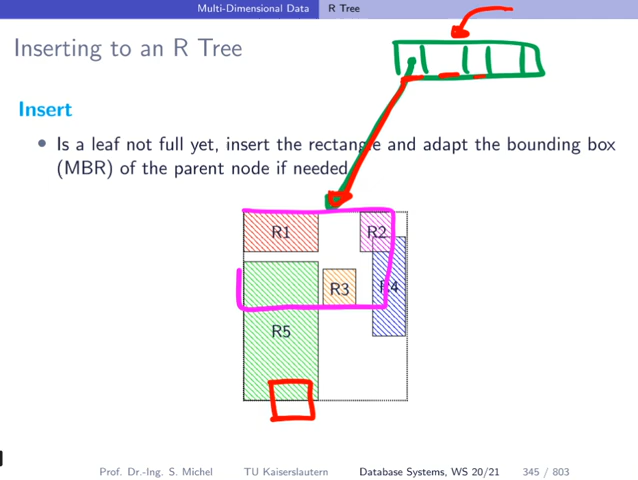 Multi-Dimensional Data R Tree
Inserting to an R Tree
Insert
• Is a leaf not full yet, insert the rectangle and adapt the bounding box
(MBR) of the parent node if needed
R1 R2
R3 R4
R5
Prof. Dr.-Ing. S. Michel TU Kaiserslautern Database Systems, WS 20/21 345 / 803